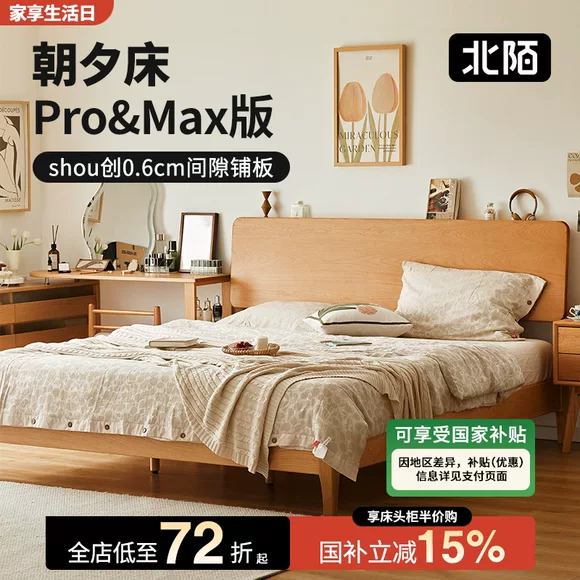 家享生活日
北陌
朝夕床
Pro&Max版
shou创0.6cm间隙铺板
MIRACULOUS
GARDEN
可享受国家补贴
因地区差异，补贴(优惠)
信息详见支付页面
享床头柜半价购
全店低至72折起
国补立减15%